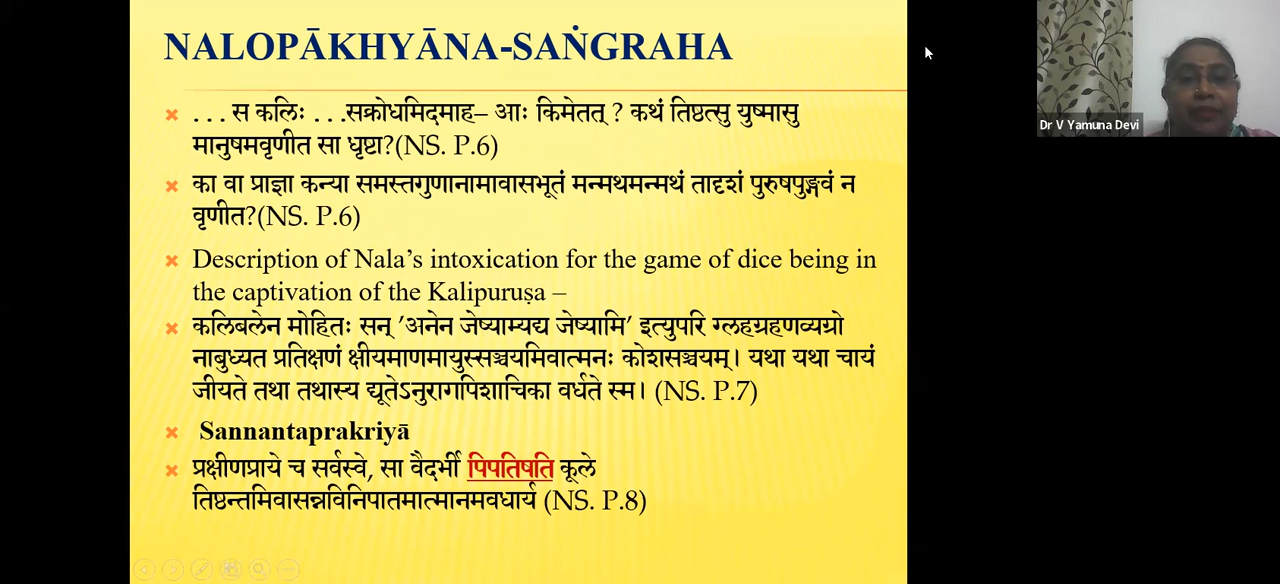 NALOPĀKHYĀNA-SAṄGRAHA
. . . स कलिः . . .सक्रोधमिदमाह– आः किमेतत् ? कथं तिष्ठत्सु युष्मासु
मानुषमवृणीत सा धृष्टा?(NS. P.6)
का वा प्राज्ञा कन्या समस्तगुणानामावासभूतं मन्मथमन्मथं तादृशं पुरुषपुङ्गवं न
वृणीत?(NS. P.6)
Description of Nala’s intoxication for the game of dice being in
the captivation of the Kalipuruṣa –
कलिबलेन मोहितः सन् ’अनेन जेष्याम्यद्य जेष्यामि’ इत्युपरि ग्लहग्रहणव्यग्रो
नाबुध्यत प्रतिक्षणं क्षीयमाणमायुस्सञ्चयमिवात्मनः कोशसञ्चयम्। यथा यथा चायं
जीयते तथा तथास्य द्यूतेऽनुरागपिशाचिका वर्धते स्म। (NS. P.7)
Sannantaprakriyā
प्रक्षीणप्राये च सर्वस्वे, सा वैदर्भी पिपतिषति कूले
तिष्ठन्तमिवासन्नविनिपातमात्मानमवधार्य (NS. P.8)
Dr V Yamuna Devi